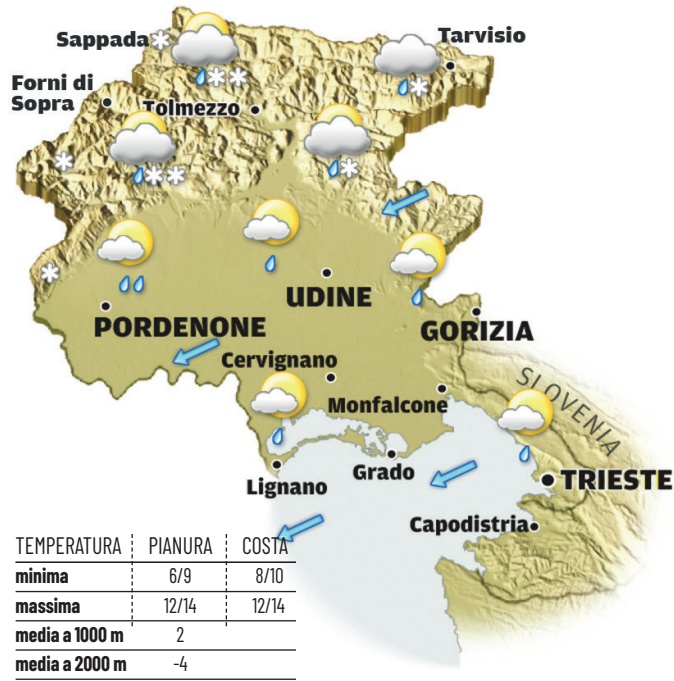 Sappada
Tarvisio
Forni di
Sopra
Tolmezzo
UDINE
PORDENONE
GORIZIA
Cervignano
Monfalcone
SLOVENIA
Grado
Lignano
TRIESTE
Capodistria
TEMPERATURA PIANURA COSTA
minima 6/9 8/10
massima 12/14 12/14
media a 1000 m 2
media a 2000 m -4